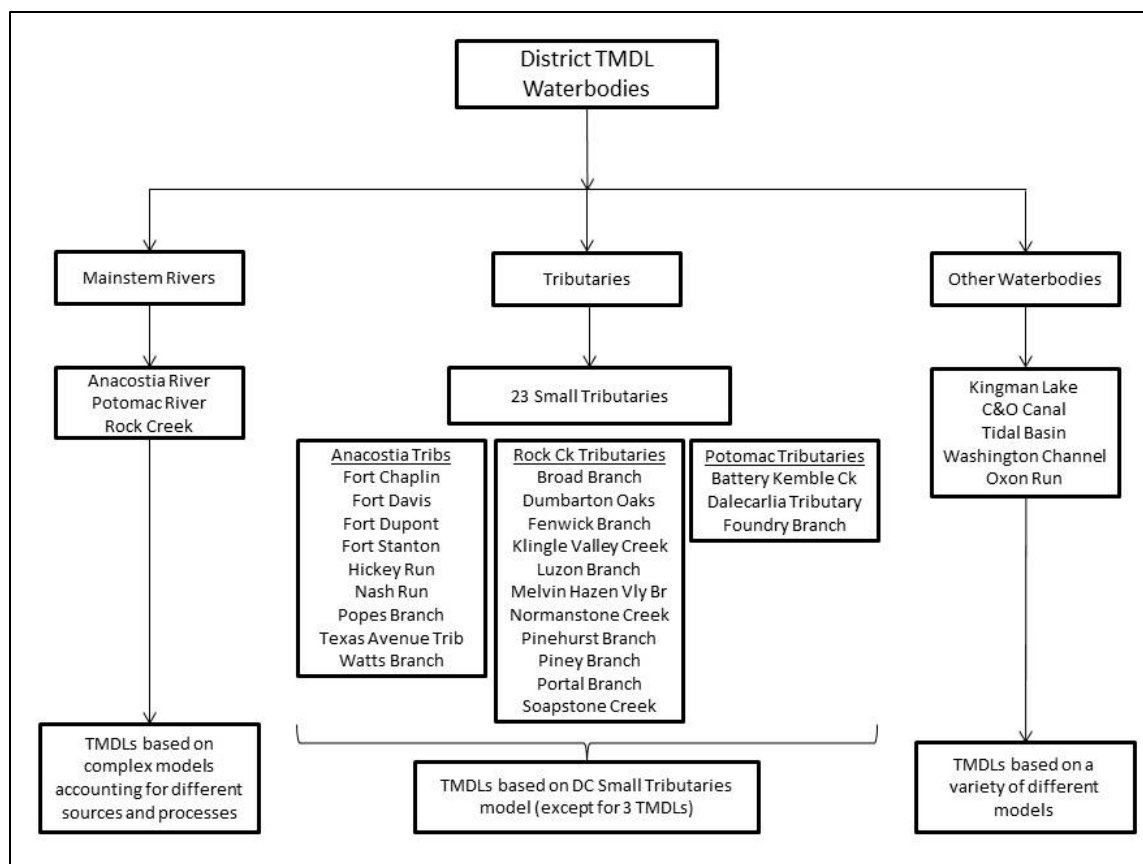 District TMDL
Waterbodies
Mainstem Rivers
Tributaries
Other Waterbodies
Anacostia River
Potomac River
Rock Creek
23 Small Tributaries
Kingman Lake
C&O Canal
Tidal Basin
Washington Channel
Oxon Run
Anacostia Tribs
Fort Chaplin
Fort Davis
Fort Dupont
Fort Stanton
Hickey Run
Nash Run
Popes Branch
Texas Avenue Trib
Watts Branch
Rock Ck Tributaries
Broad Branch
Dumbarton Oaks
Fenwick Branch
Klingle Valley Creek
Luzon Branch
Melvin Hazen Vly Br
Normanstone Creek
Pinehurst Branch
Piney Branch
Portal Branch
Soapstone Creek
Potomac Tributaries
Battery Kemble Ck
Dalecarlia Tributary
Foundry Branch
TMDLs based on
complex models
accounting for different
sources and processes
TMDLs based on DC Small Tributaries
model (except for 3 TMDLs)
TMDLs based on a
variety of different
models